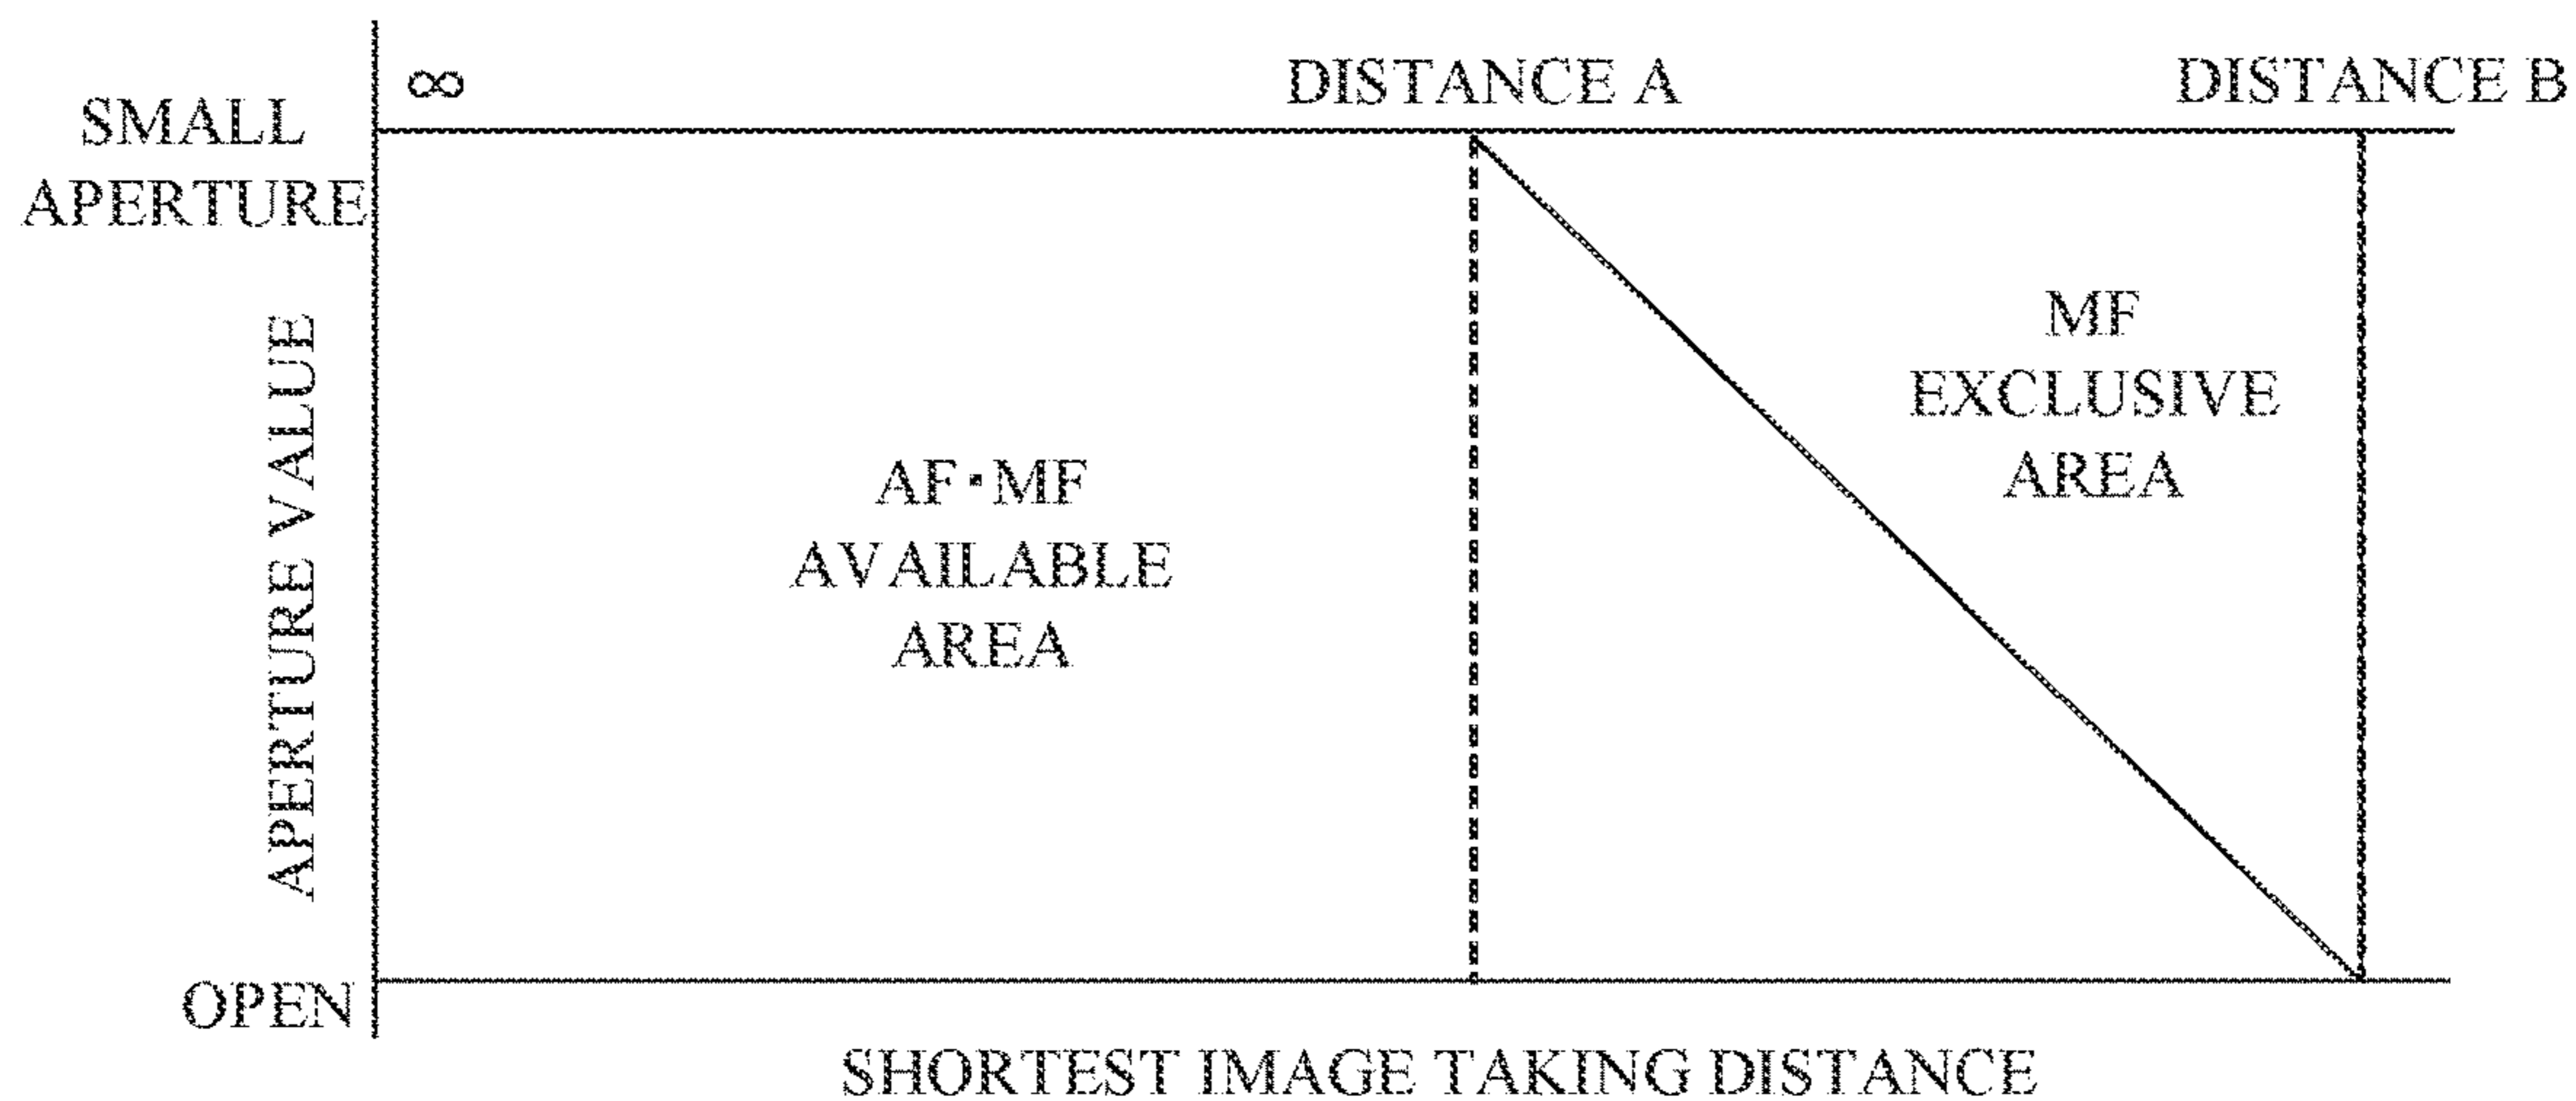 ∞
DISTANCE A
DISTANCE B
SMALL
APERTURE
APERTURE VALUE
AF·MF
AVAILABLE
AREA
MF
EXCLUSIVE
AREA
OPEN
SHORTEST IMAGE TAKING DISTANCE